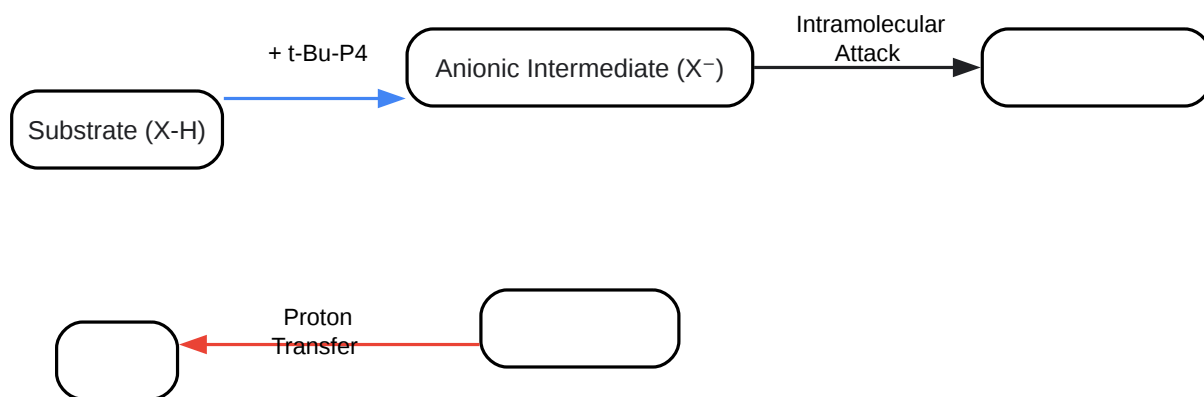 Intramolecular
Attack
+ t-Bu-P4
Anionic Intermediate (X⁻)
Substrate (X-H)
Proton
Transfer